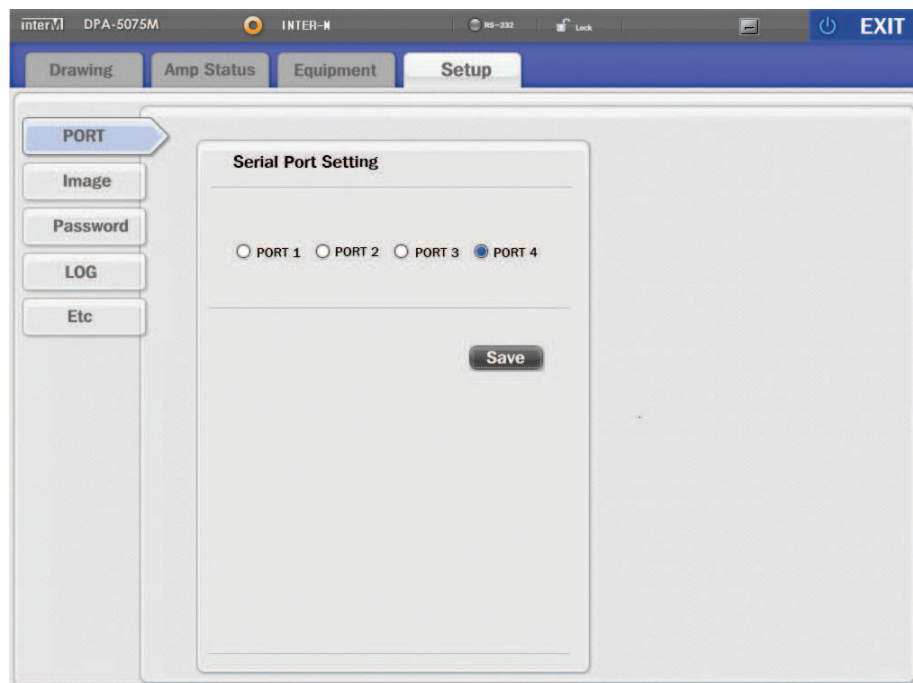 interM DPA-5075M INTER-M RS-232 Lock EXIT
Drawing Amp Status Equipment Setup
PORT
Image
Password
LOG
Etc
Serial Port Setting
PORT 1 PORT 2 PORT 3 PORT 4
Save